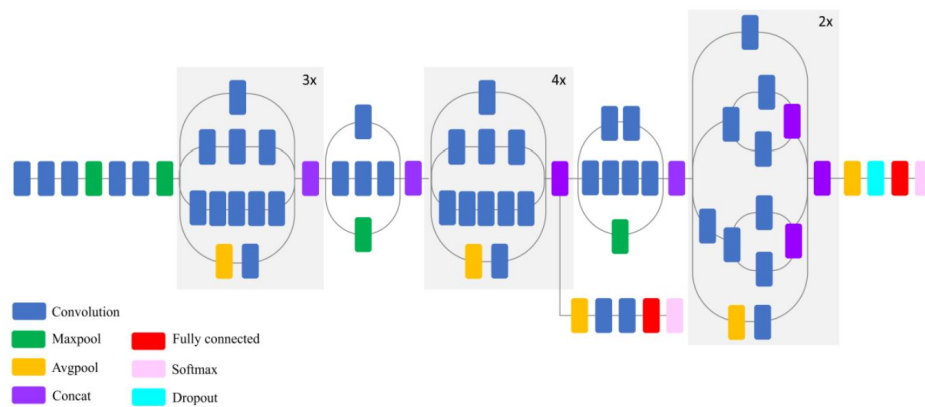 3x
4x
2x
Convolution
Maxpool
Avgpool
Concat
Fully connected
Softmax
Dropout